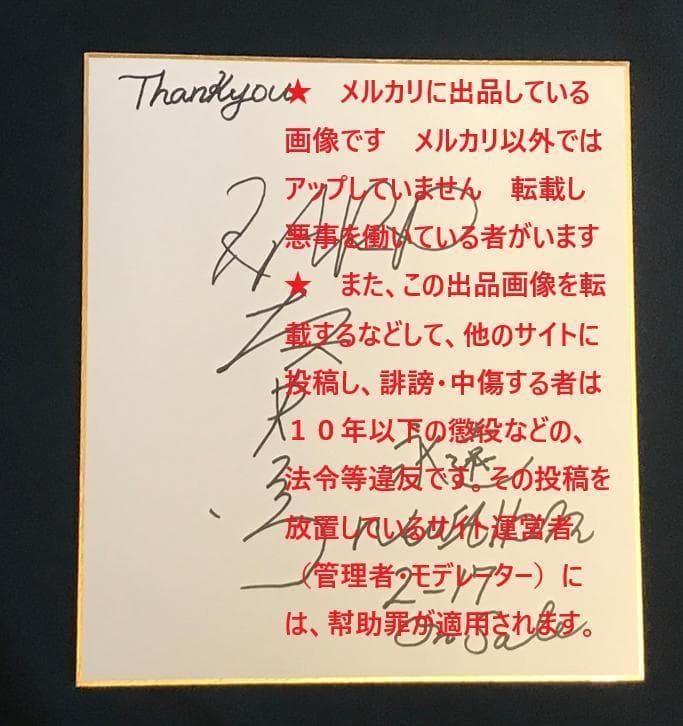 Thankyou
★　メルカリに出品している
画像です　メルカリ以外では
アップしていません　転載し
悪事を働いている者がいます
★　また、この出品画像を転
載するなどして、他のサイトに
投稿し、誹謗・中傷する者は
１０年以下の懲役などの、
法令等違反です。その投稿を
放置しているサイト運営者
（管理者・モデレーター）に
は、幇助罪が適用されます。
ZARD
永遠
2-17
On Sale